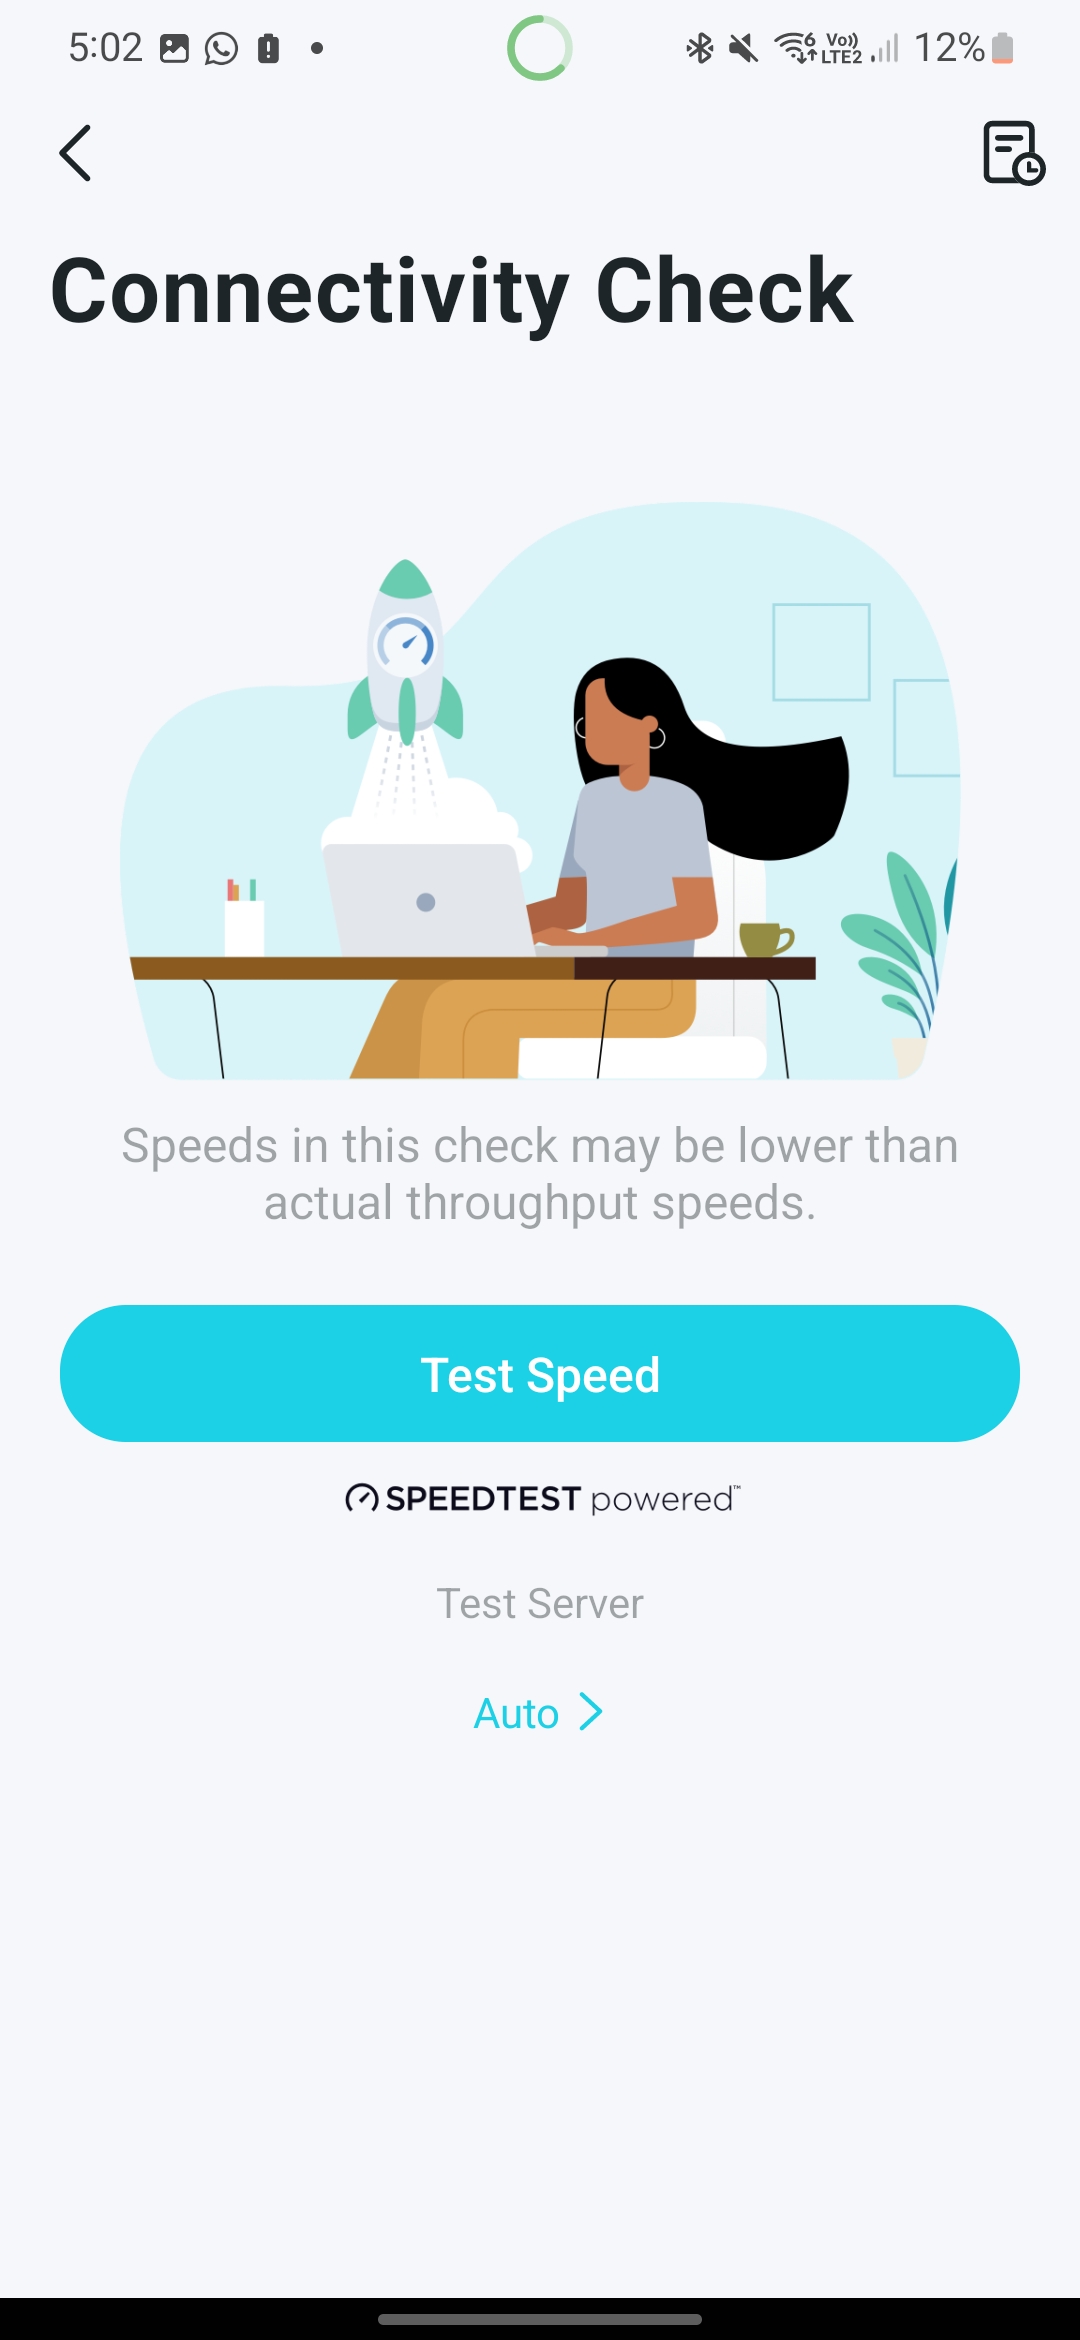 5:02
6 Vo)) LTE2 12%
Connectivity Check
Speeds in this check may be lower than
actual throughput speeds.
Test Speed
SPEEDTEST powered™
Test Server
Auto